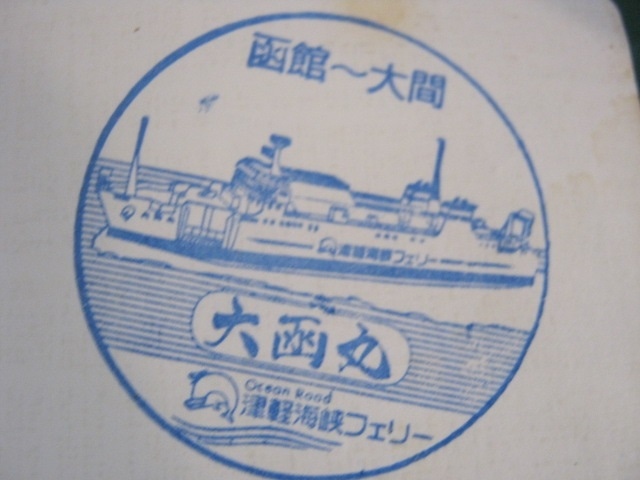 函館～大間
津軽海峡フェリー
大函丸
Ocean Road
津軽海峡フェリー